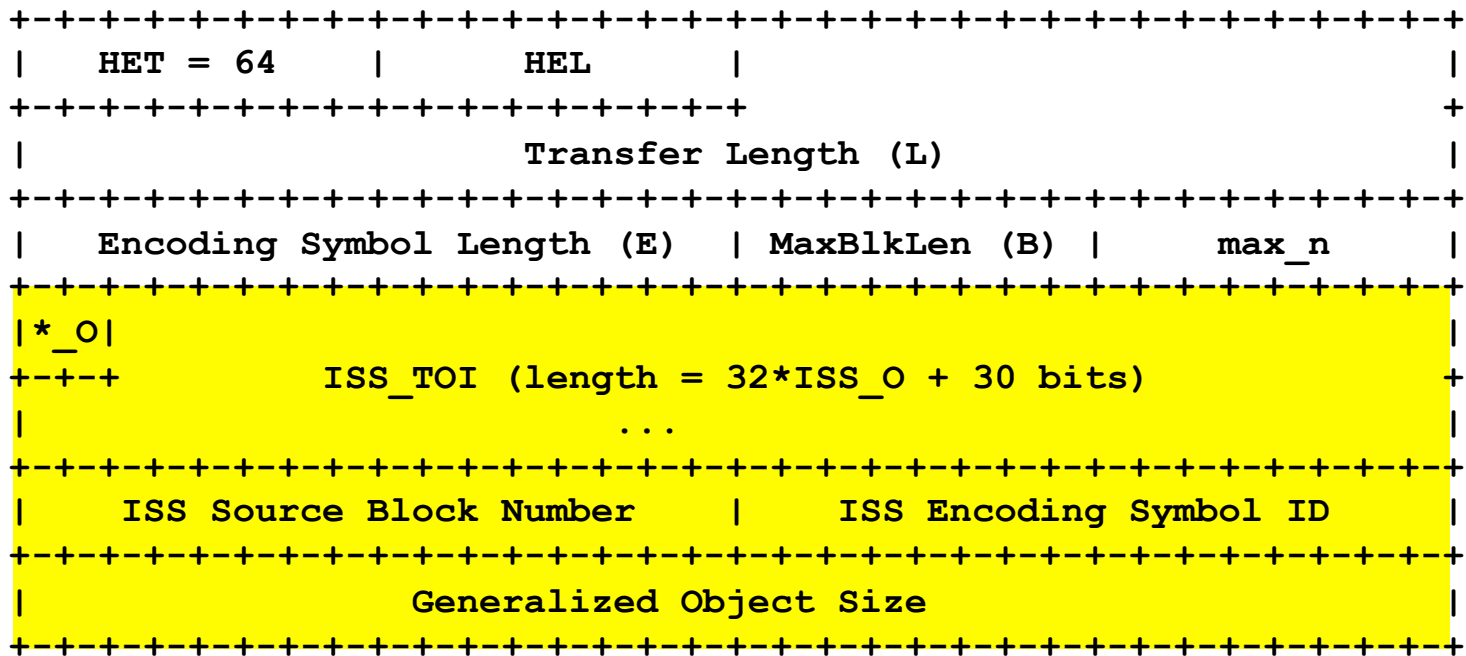 +-+-+-+-+-+-+-+-+-+-+-+-+-+-+-+-+-+-+-+-+-+-+-+-+-+-+-+-+-+-+-+-+
|   HET = 64    |      HEL      |                               |
+-+-+-+-+-+-+-+-+-+-+-+-+-+-+-+-+                               +
|                      Transfer Length (L)                      |
+-+-+-+-+-+-+-+-+-+-+-+-+-+-+-+-+-+-+-+-+-+-+-+-+-+-+-+-+-+-+-+-+
|   Encoding Symbol Length (E)  | MaxBlkLen (B) |     max_n     |
+-+-+-+-+-+-+-+-+-+-+-+-+-+-+-+-+-+-+-+-+-+-+-+-+-+-+-+-+-+-+-+-+
|*_O|                                                           |
+-+-+         ISS_TOI (length = 32*ISS_O + 30 bits)             +
|                          ...                                  |
+-+-+-+-+-+-+-+-+-+-+-+-+-+-+-+-+-+-+-+-+-+-+-+-+-+-+-+-+-+-+-+-+
|    ISS Source Block Number    |    ISS Encoding Symbol ID     |
+-+-+-+-+-+-+-+-+-+-+-+-+-+-+-+-+-+-+-+-+-+-+-+-+-+-+-+-+-+-+-+-+
|                 Generalized Object Size                       |
+-+-+-+-+-+-+-+-+-+-+-+-+-+-+-+-+-+-+-+-+-+-+-+-+-+-+-+-+-+-+-+-+